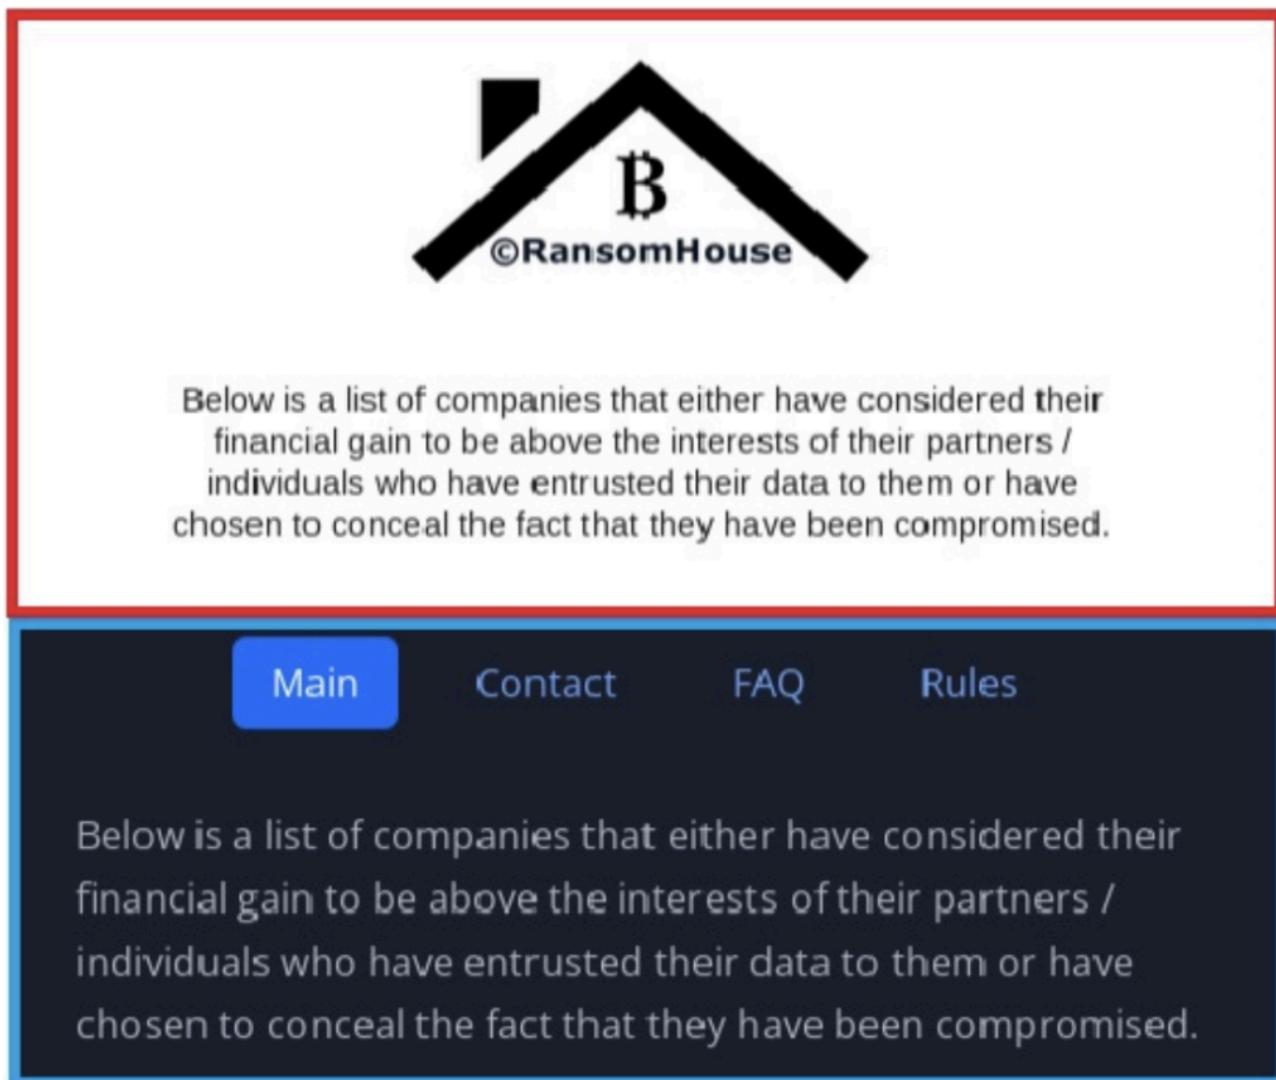 ₿
©RansomHouse
Below is a list of companies that either have considered their
financial gain to be above the interests of their partners /
individuals who have entrusted their data to them or have
chosen to conceal the fact that they have been compromised.
Main Contact FAQ Rules
Below is a list of companies that either have considered their
financial gain to be above the interests of their partners /
individuals who have entrusted their data to them or have
chosen to conceal the fact that they have been compromised.